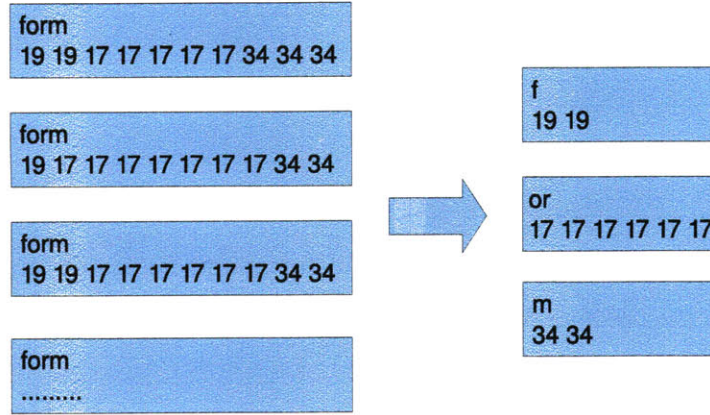 form
19 19 17 17 17 17 17 34 34 34
form
19 17 17 17 17 17 17 17 34 34
form
19 19 17 17 17 17 17 17 34 34
form
.........
f
19 19
or
17 17 17 17 17 17
m
34 34